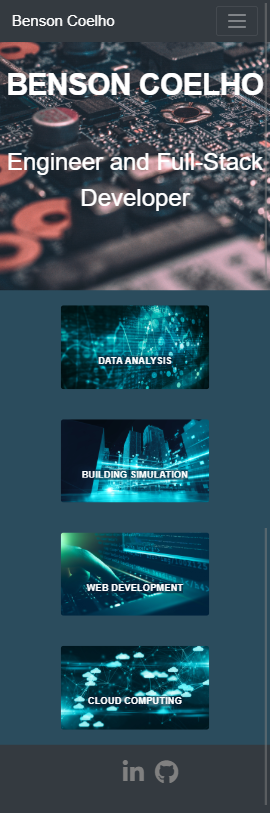 Benson Coelho
BENSON COELHO
Engineer and Full-Stack
Developer
DATA ANALYSIS
BUILDING SIMULATION
WEB DEVELOPMENT
CLOUD COMPUTING
in